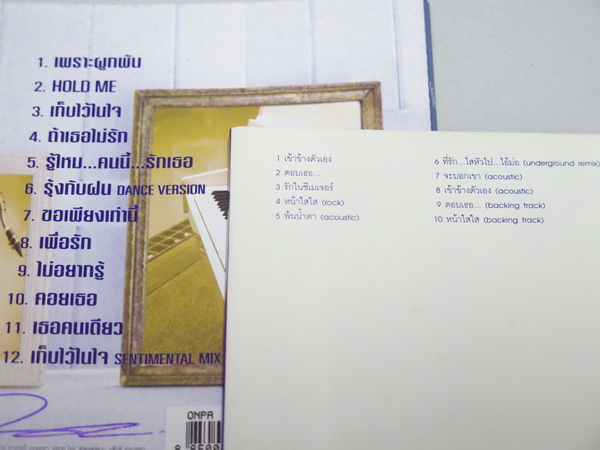 1. เพราะผูกพัน
2. HOLD ME
3. เก็บไว้ในใจ
4. ถ้าเธอไม่รัก
5. รู้ไหม...คนนี้...รักเธอ
6. รุ้งกับฝน DANCE VERSION
7. ขอเพียงเท่านี้
8. เพื่อรัก
9. ไม่อยากรู้
10. คอยเธอ
11. เธอคนเดียว
12. เก็บไว้ในใจ SENTIMENTAL MIX
ONPA
8 8500
1 เข้าข้างตัวเอง
2 ตอบเธอ...
3 รักในซีเมเจอร์
4 หน้าใสใส (rock)
5 พันน้ำตา (acoustic)
6 ที่รัก...ใสหัวไป...ไอ้ม่อ (underground remix)
7 จะบอกเขา (acoustic)
8 เข้าข้างตัวเอง (acoustic)
9 ตอบเธอ... (backing track)
10 หน้าใสใส (backing track)